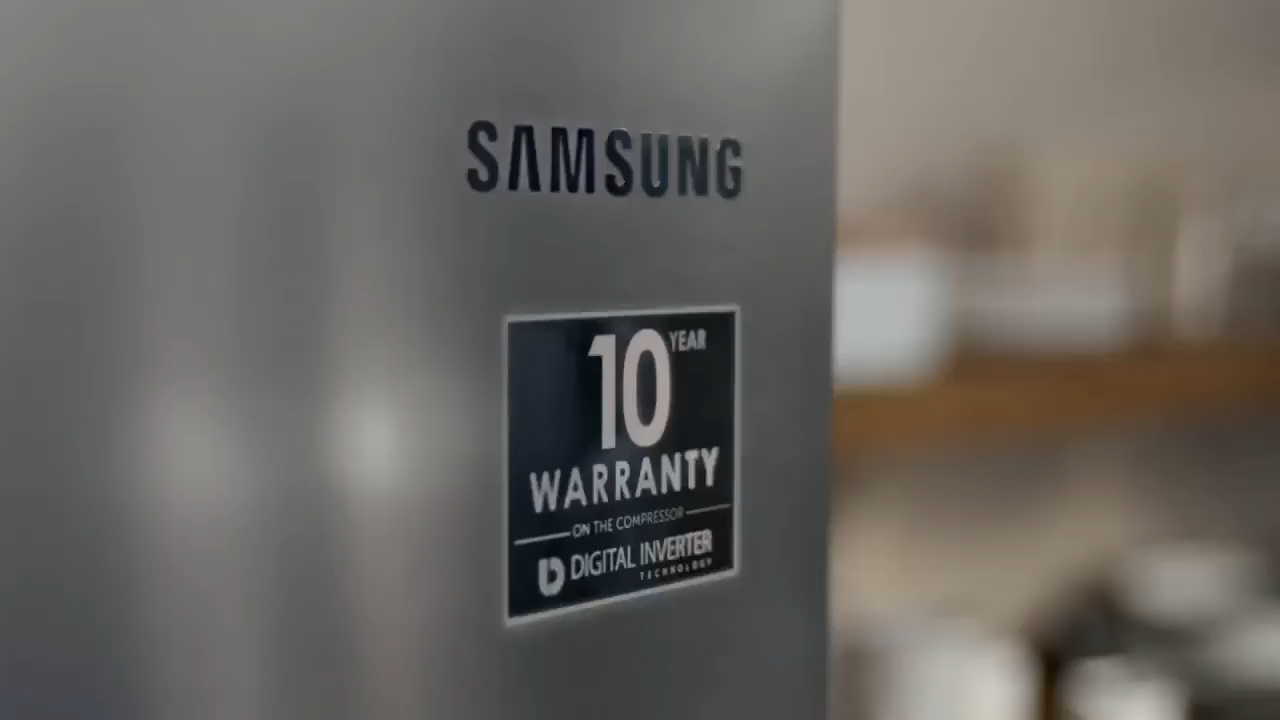 SAMSUNG
10 YEAR
WARRANTY
ON THE COMPRESSOR
DIGITAL INVERTER
TECHNOLOGY